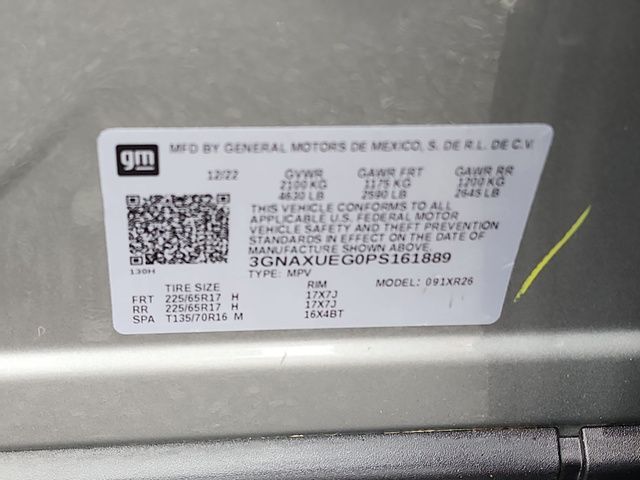 gm MFD BY GENERAL MOTORS DE MEXICO, S. DE R.L. DE C.V.
12/22 GVWR GAWR FRT GAWR RR
2100 KG 1175 KG 1200 KG
4630 LB 2590 LB 2645 LB
THIS VEHICLE CONFORMS TO ALL
APPLICABLE U.S. FEDERAL MOTOR
VEHICLE SAFETY AND THEFT PREVENTION
STANDARDS IN EFFECT ON THE DATE OF
MANUFACTURE SHOWN ABOVE.
3GNAXUEG0PS161889
130H TYPE: MPV MODEL: 091XR26
TIRE SIZE RIM
FRT 225/65R17 H 17X7J
RR 225/65R17 H 17X7J
SPA T135/70R16 M 16X4BT